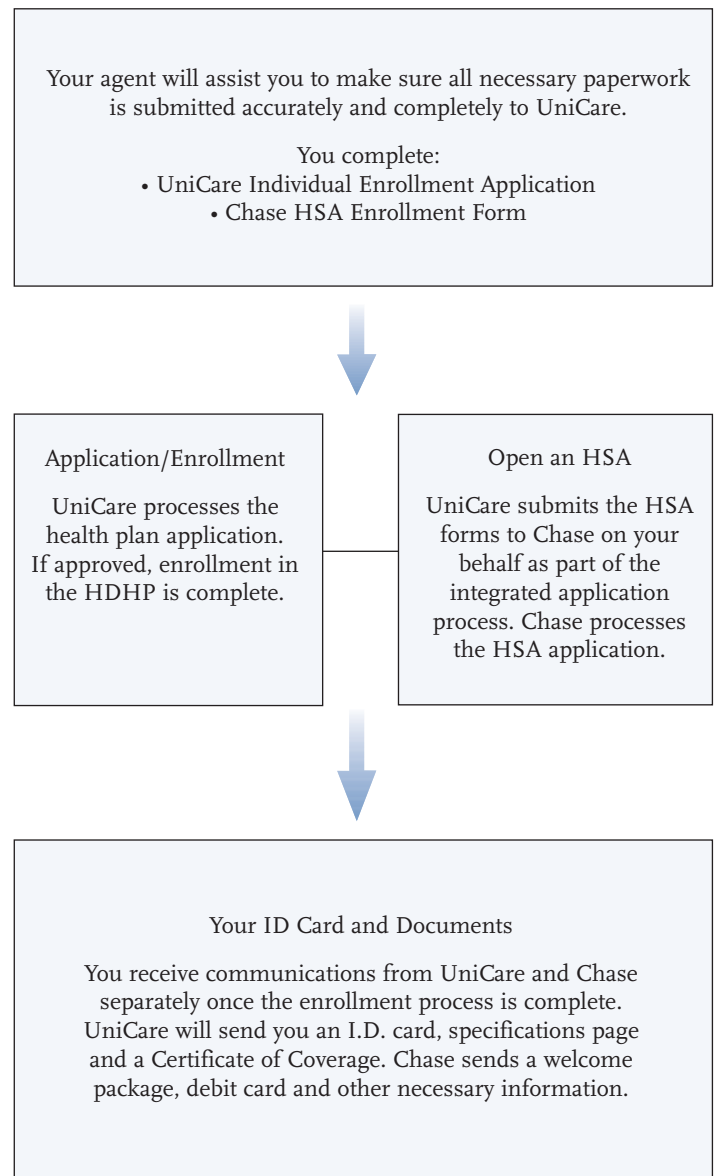 Your agent will assist you to make sure all necessary paperwork
is submitted accurately and completely to UniCare.
You complete:
• UniCare Individual Enrollment Application
• Chase HSA Enrollment Form
Application/Enrollment
UniCare processes the
health plan application.
If approved, enrollment in
the HDHP is complete.
Open an HSA
UniCare submits the HSA
forms to Chase on your
behalf as part of the
integrated application
process. Chase processes
the HSA application.
Your ID Card and Documents
You receive communications from UniCare and Chase
separately once the enrollment process is complete.
UniCare will send you an I.D. card, specifications page
and a Certificate of Coverage. Chase sends a welcome
package, debit card and other necessary information.